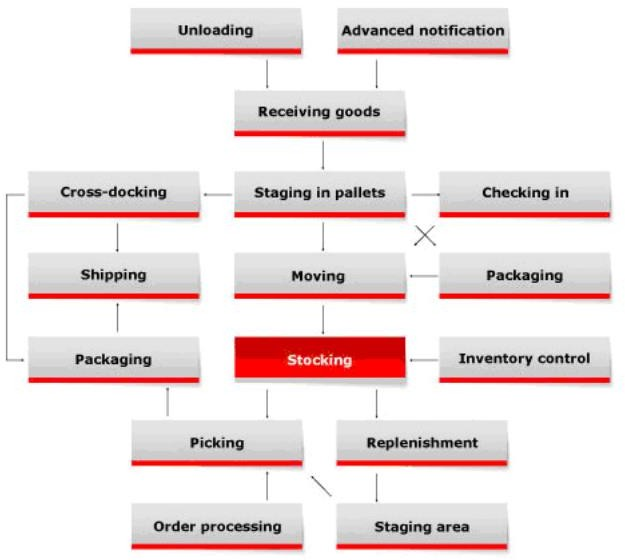 Unloading
Advanced notification
Receiving goods
Cross-docking
Staging in pallets
Checking in
Shipping
Moving
Packaging
Packaging
Stocking
Inventory control
Picking
Replenishment
Order processing
Staging area